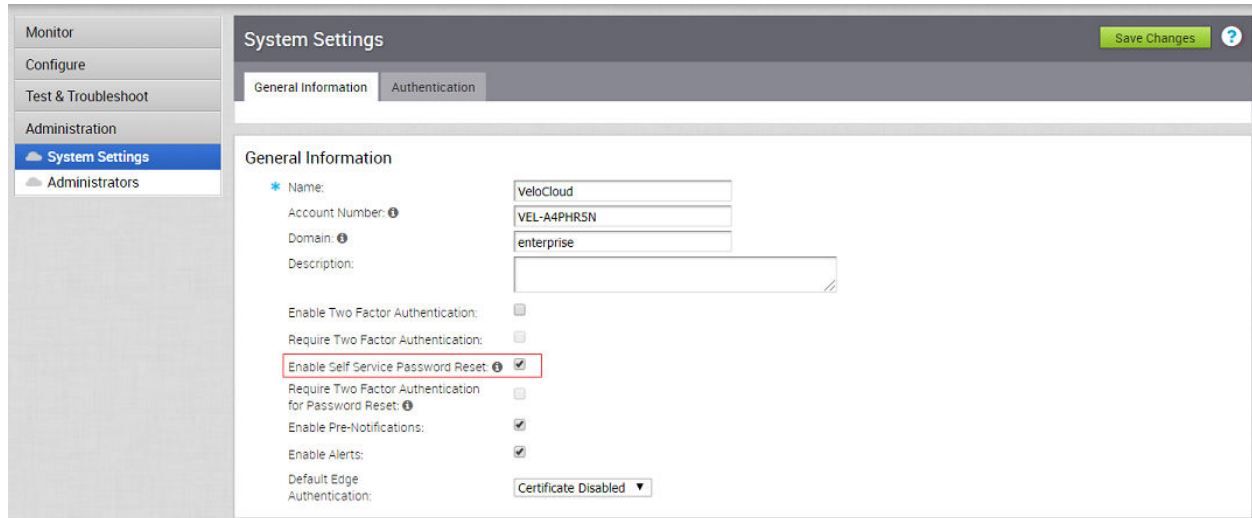 Monitor
Configure
Test & Troubleshoot
Administration
System Settings
Administrators
System Settings
Save Changes
?
General Information
Authentication
General Information
* Name:
VeloCloud
Account Number:
VEL-A4PHR5N
Domain:
enterprise
Description:
Enable Two Factor Authentication:
Require Two Factor Authentication:
Enable Self Service Password Reset:
Require Two Factor Authentication
for Password Reset:
Enable Pre-Notifications:
Enable Alerts:
Default Edge
Authentication:
Certificate Disabled